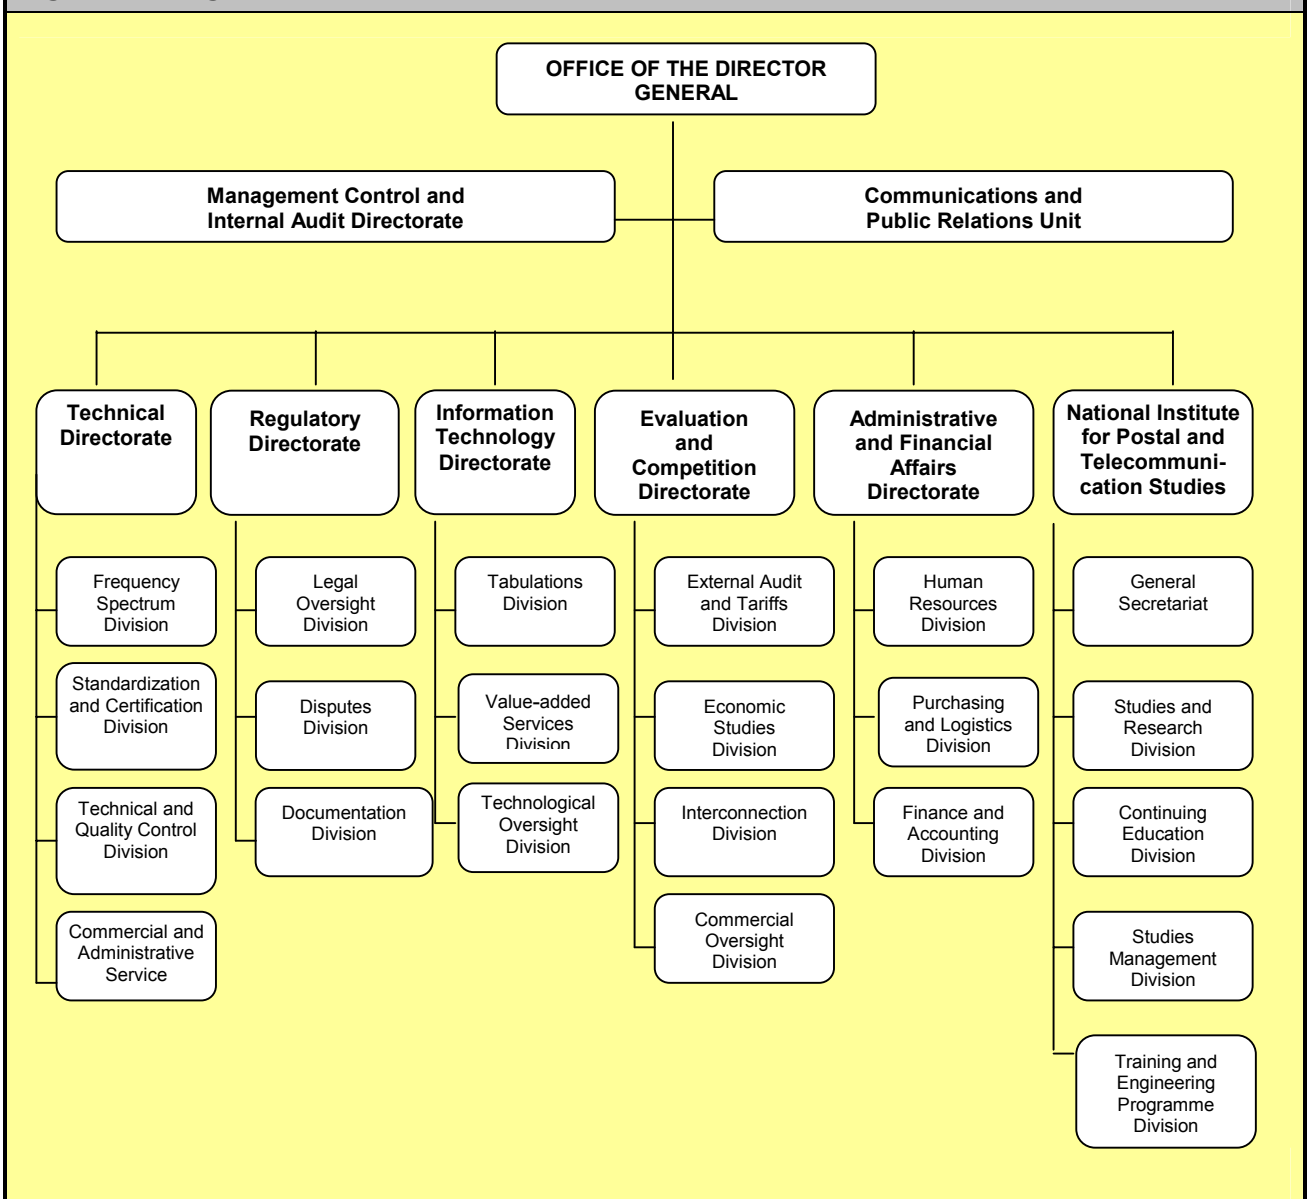 OFFICE OF THE DIRECTOR
GENERAL
Management Control and
Internal Audit Directorate
Communications and
Public Relations Unit
Technical
Directorate
Regulatory
Directorate
Information
Technology
Directorate
Evaluation
and
Competition
Directorate
Administrative
and Financial
Affairs
Directorate
National Institute
for Postal and
Telecommuni-
cation Studies
Frequency
Spectrum
Division
Standardization
and Certification
Division
Technical and
Quality Control
Division
Commercial and
Administrative
Service
Legal
Oversight
Division
Disputes
Division
Documentation
Division
Tabulations
Division
Value-added
Services
Division
Technological
Oversight
Division
External Audit
and Tariffs
Division
Economic
Studies
Division
Interconnection
Division
Commercial
Oversight
Division
Human
Resources
Division
Purchasing
and Logistics
Division
Finance and
Accounting
Division
General
Secretariat
Studies and
Research
Division
Continuing
Education
Division
Studies
Management
Division
Training and
Engineering
Programme
Division